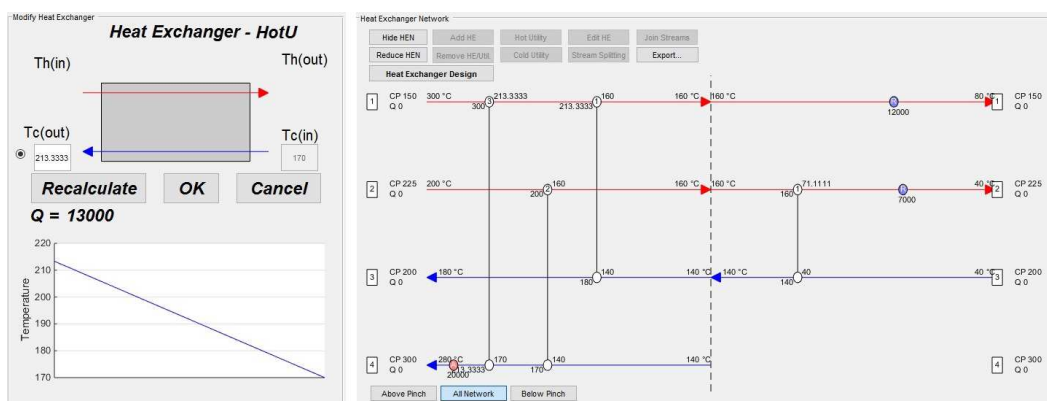 Modify Heat Exchanger
Heat Exchanger - HotU
Th(in)
Th(out)
Tc(out)
Tc(in)
213.3333
170
Recalculate
OK
Cancel
Q = 13000
220
210
200
190
180
170
Temperature
Heat Exchanger Network
Hide HEN
Add HE
Hot Utility
Edit HE
Join Streams
Reduce HEN
Remove HE/Util.
Cold Utility
Stream Splitting
Export...
Heat Exchanger Design
1 CP 150 300 °C 3 213.3333 1 160 160 °C 160 °C 80 °C 1 CP 150
Q 0 300 213.3333 12000 Q 0
2 CP 225 200 °C 2 160 160 °C 160 °C 1 71.1111 40 °C 2 CP 225
Q 0 200 160 7000 Q 0
3 CP 200 180 °C 140 140 °C 140 °C 40 40 °C 3 CP 200
Q 0 180 140 Q 0
4 CP 300 280 °C 170 140 140 °C 4 CP 300
Q 0 20000 213.3333 170 Q 0
Above Pinch
All Network
Below Pinch